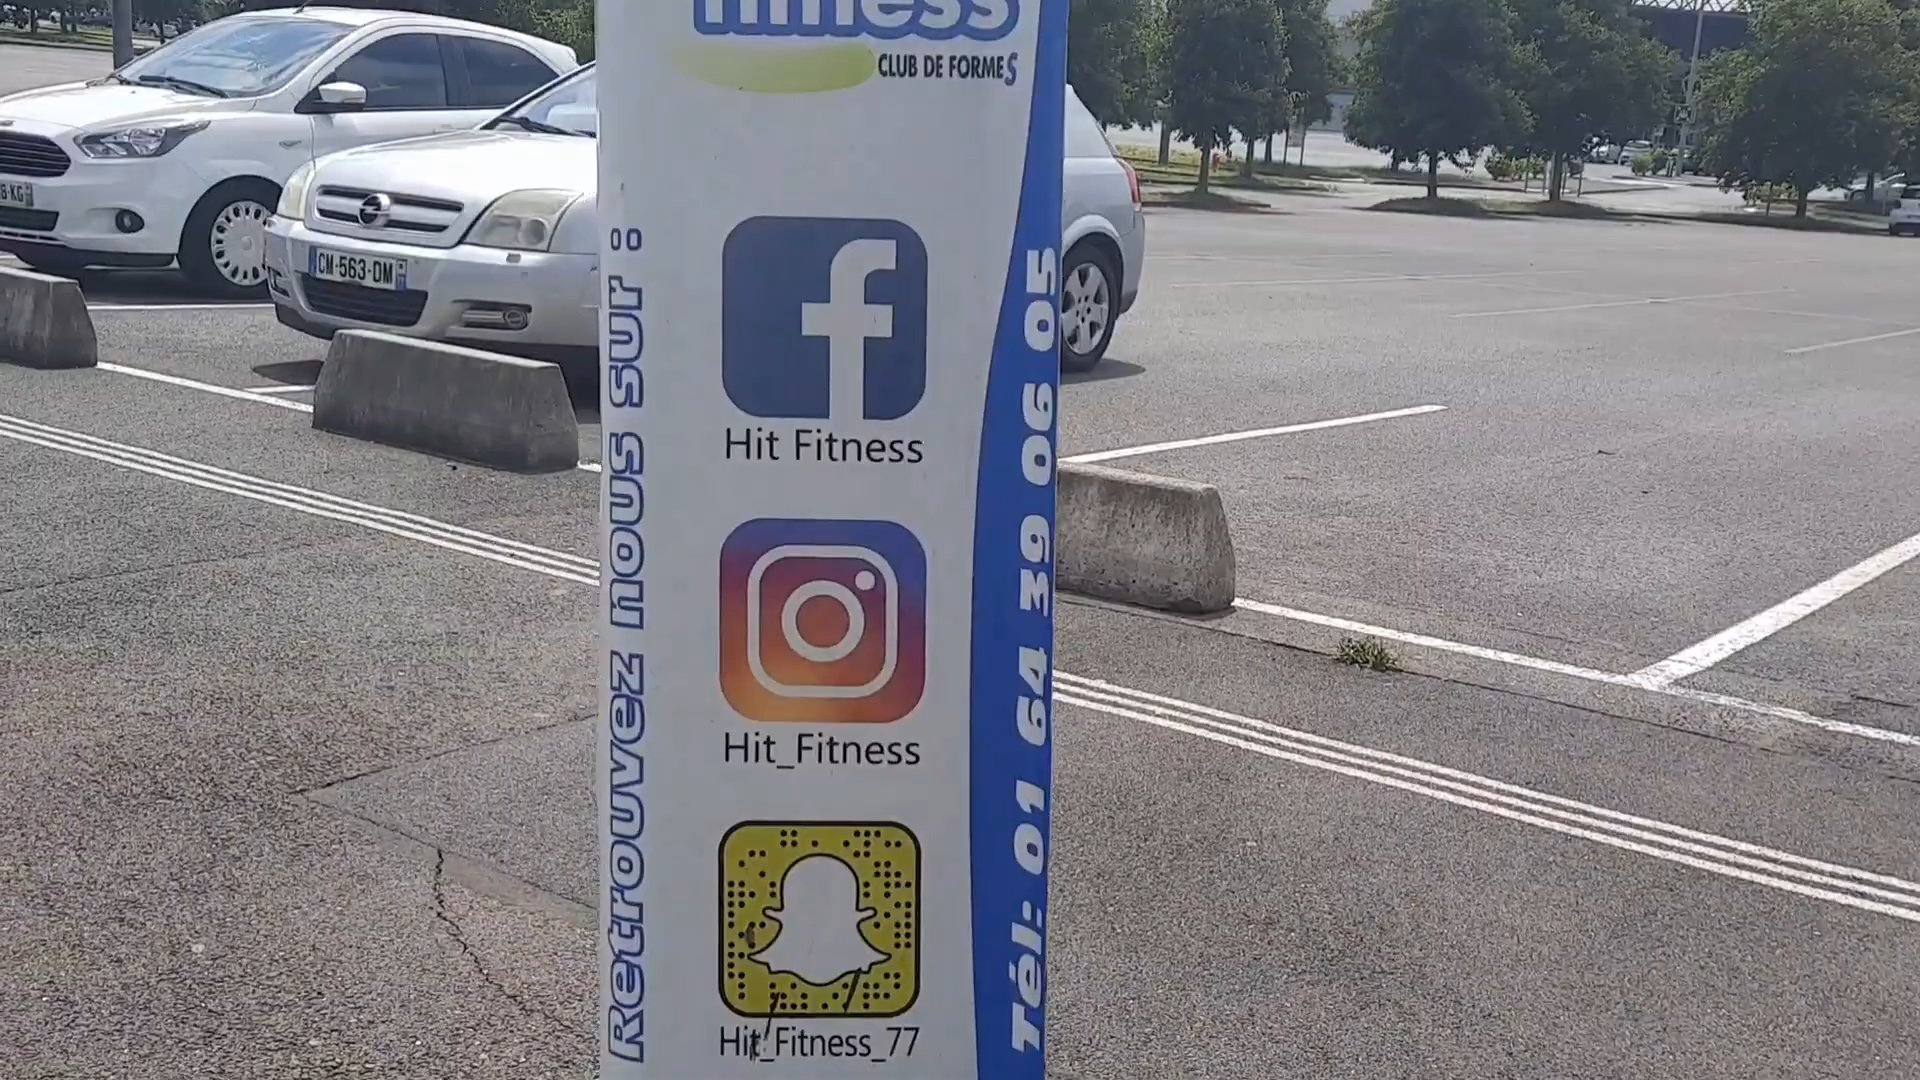 fitness
CLUB DE FORMES
Retrouvez nous sur :
Hit Fitness
Hit_Fitness
Hit_Fitness_77
Tél: 01 64 39 06 05
CM-563-DM